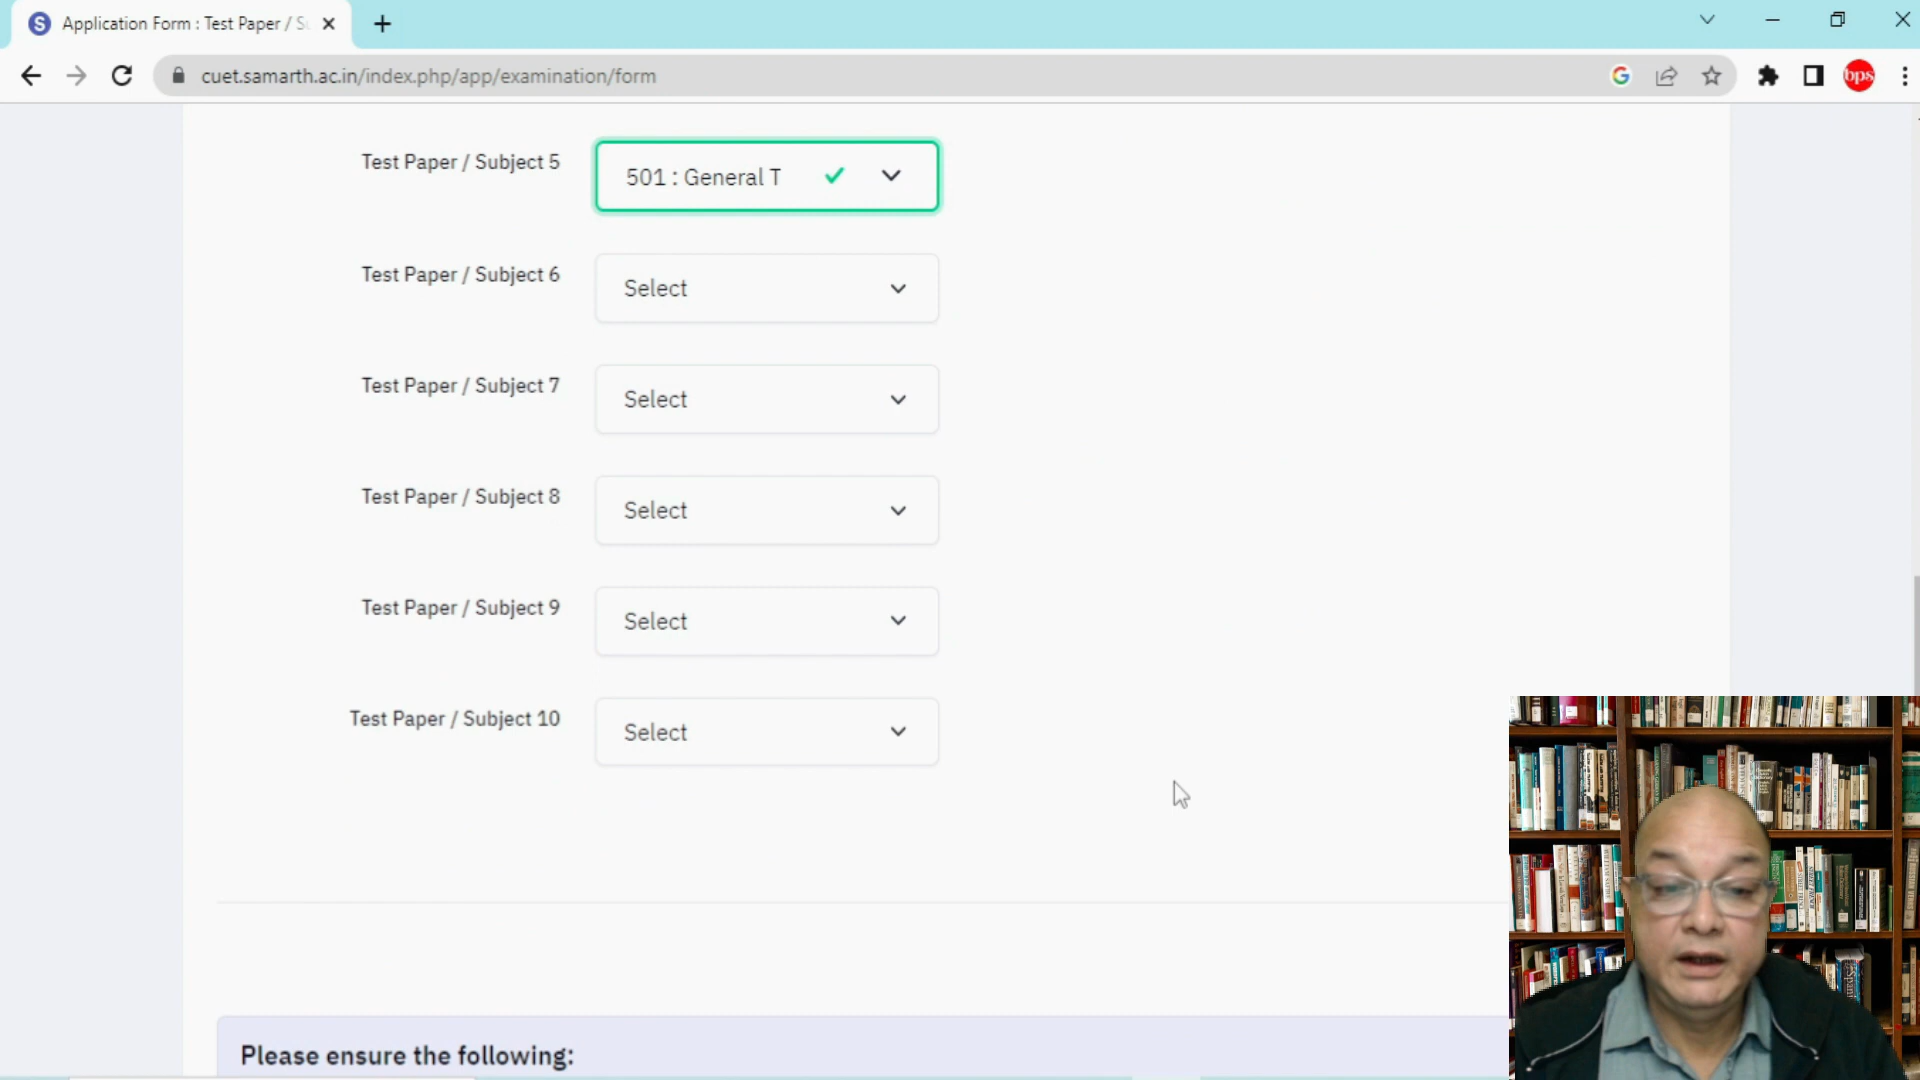 S Application Form : Test Paper / S
cuet.samarth.ac.in/index.php/app/examination/form
bps
Test Paper / Subject 5
501 : General T
Test Paper / Subject 6
Select
Test Paper / Subject 7
Select
Test Paper / Subject 8
Select
Test Paper / Subject 9
Select
Test Paper / Subject 10
Select
Please ensure the following: